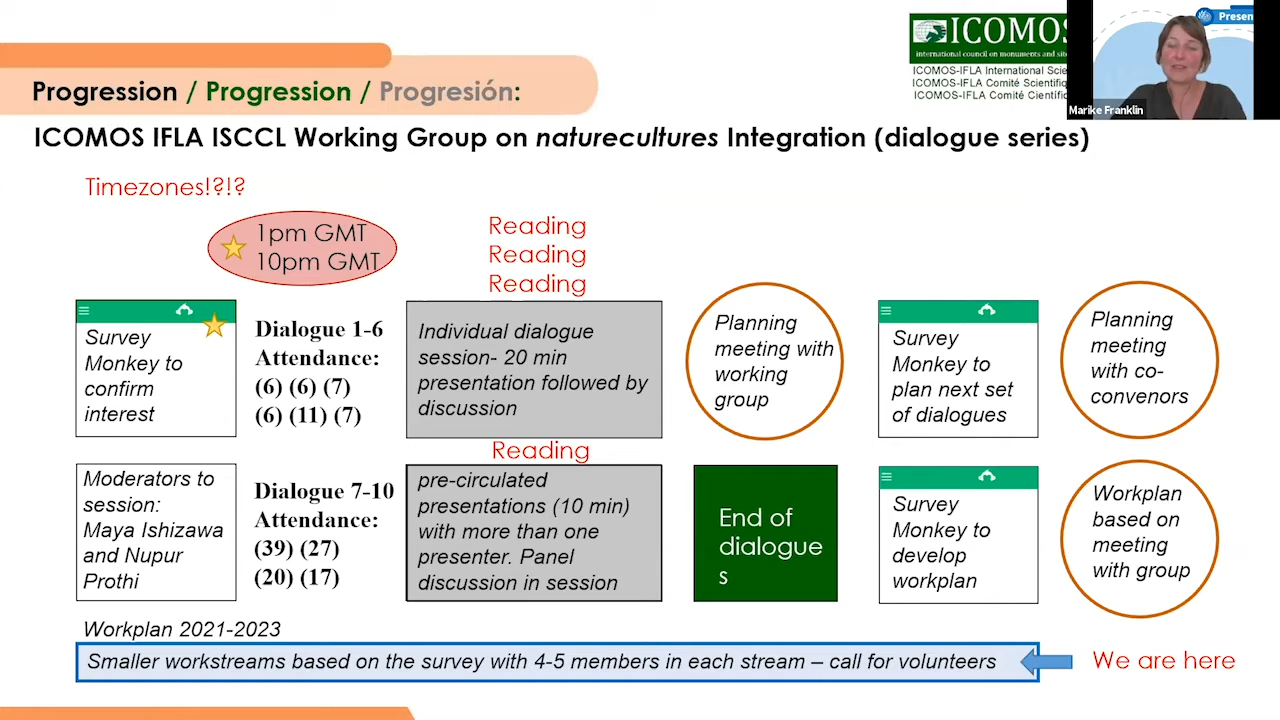 ICOMOS
international council on monuments and sites
Presen
ICOMOS-IFLA International Scie
ICOMOS-IFLA Comité Scientifiq
ICOMOS-IFLA Comité Científic
Marike Franklin
Progression / Progression / Progresión:
ICOMOS IFLA ISCCL Working Group on naturecultures Integration (dialogue series)
Timezones!?!?
1pm GMT
10pm GMT
Reading
Reading
Reading
Survey
Monkey to
confirm
interest
Dialogue 1-6
Attendance:
(6) (6) (7)
(6) (11) (7)
Individual dialogue
session- 20 min
presentation followed by
discussion
Planning
meeting with
working
group
Survey
Monkey to
plan next set
of dialogues
Planning
meeting
with co-
convenors
Reading
Moderators to
session:
Maya Ishizawa
and Nupur
Prothi
Dialogue 7-10
Attendance:
(39) (27)
(20) (17)
pre-circulated
presentations (10 min)
with more than one
presenter. Panel
discussion in session
End of
dialogue
s
Survey
Monkey to
develop
workplan
Workplan
based on
meeting
with group
Workplan 2021-2023
Smaller workstreams based on the survey with 4-5 members in each stream – call for volunteers
We are here